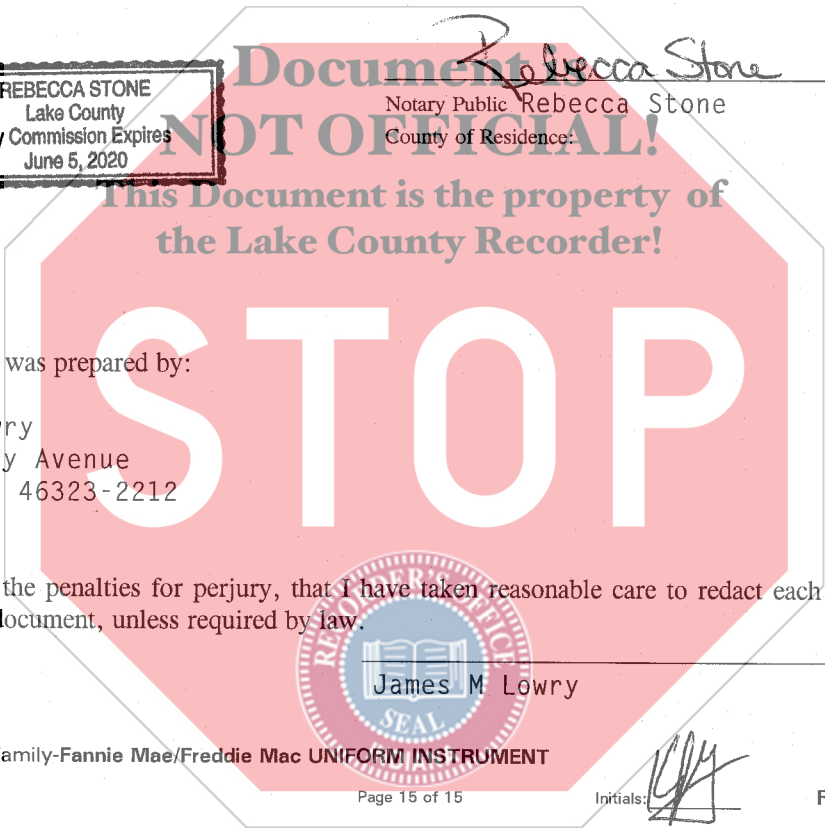 Document is
Rebecca Stone
REBECCA STONE
Lake County
Commission Expires
June 5, 2020
Notary Public Rebecca Stone
County of Residence:
NOT OFFICIAL!
This Document is the property of
the Lake County Recorder!
STOP
was prepared by:
Avenue
46323-2212
the penalties for perjury, that I have taken reasonable care to redact each
document, unless required by law.
RECORDER'S OFFICE
James M Lowry
SEAL
INDIANA
amily-Fannie Mae/Freddie Mac UNIFORM INSTRUMENT
Page 15 of 15
Initials: